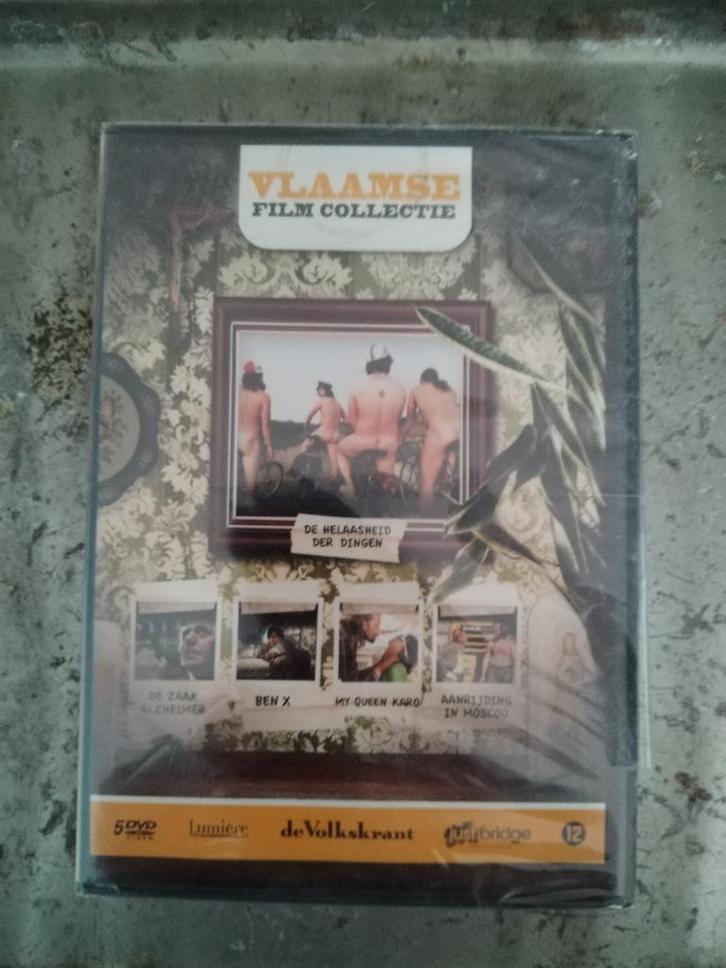 VLAAMSE
FILM COLLECTIE
DE HELAASHEID
DER DINGEN
DE ZAAK
ALZHEIMER
BEN X
MY QUEEN KARO
AANRIJDING
IN MOSCOU
5 DVD
VIDEO
Lumière
deVolkskrant
justbridge
12